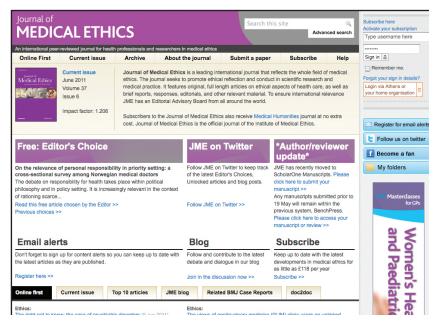 Journal of
MEDICAL ETHICS
Search this site
Advanced search
An international peer-reviewed journal for health professionals and researchers in medical ethics
Online First Current issue Archive About the journal Submit a paper Subscribe Help
Current issue
June 2011
Volume 37
Issue 6
Impact factor: 1.206
Journal of Medical Ethics is a leading international journal that reflects the whole field of medical
ethics. The journal seeks to promote ethical reflection and conduct in scientific research and
medical practice. It features original, full length articles on ethical aspects of health care, as well as
brief reports, responses, editorials, and other relevant material. To ensure international relevance
JME has an Editorial Advisory Board from all around the world.
Subscribers to the Journal of Medical Ethics also receive Medical Humanities journal at no extra
cost. Journal of Medical Ethics is the official journal of the Institute of Medical Ethics.
Subscribe here
Activate your subscription
Type username here
Sign in
Remember me
Forgot your sign in details?
Login via Athens or
your home organisation
Register for email alerts
Follow us on twitter
Become a fan
My folders
Free: Editor's Choice
On the relevance of personal responsibility in priority setting: a
cross-sectional survey among Norwegian medical doctors
The debate on responsibility for health takes place within political
philosophy and in policy setting. It is increasingly relevant in the context
of rationing scarse...
Read this free article chosen by the Editor >>
Previous choices >>
JME on Twitter
Follow JME on Twitter to keep track
of the latest Editor's Choices,
Unlocked articles and blog posts.
Follow JME on Twitter >>
*Author/reviewer
update*
JME has recently moved to
ScholarOne Manuscripts. Please
click here to submit your
manuscript >>
Any manuscripts submitted prior to
19 May will remain within the
previous system, BenchPress.
Please click here to access your
manuscript or review >>
Email alerts
Don't forget to sign up for content alerts so you can keep up to date with
the latest articles as they are published.
Register here >>
Blog
Follow and contribute to the latest
debate and dialogue in our blog
Join in the discussion now >>
Subscribe
Keep up to date with the latest
developments in medical ethics for
as little as £118 per year
Subscribe >>
Masterclasses
for GPs
Women's Hea
and Paediatric
Online first Current issue Top 10 articles JME blog Related BMJ Case Reports doc2doc
Ethics:
Ethics: